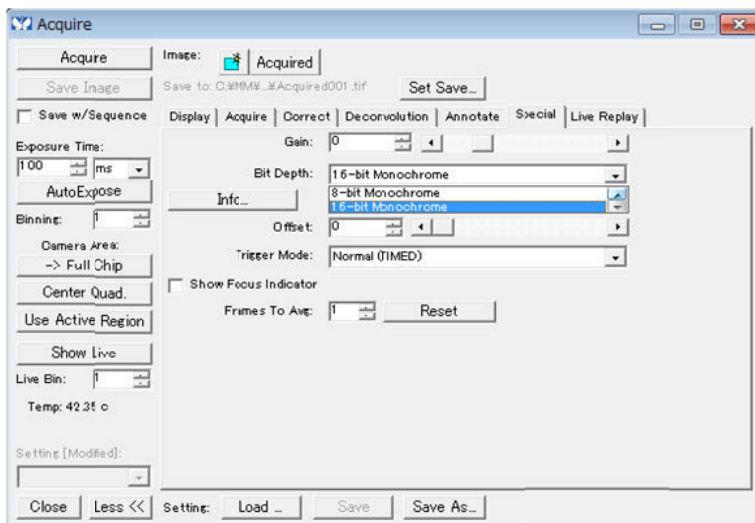 Acquire
Acquire
Image:
Acquired
Save Image
Save to: C:¥MM¥...¥Acquired001.tif
Set Save...
Save w/Sequence
Display
Acquire
Correct
Deconvolution
Annotate
Special
Live Replay
Exposure Time:
100
ms
AutoExpose
Binning:
1
Camera Area:
-> Full Chip
Center Quad.
Use Active Region
Show Live
Live Bin:
1
Temp: 42.35 c
Setting [Modified]:
Gain:
0
Bit Depth:
16-bit Monochrome
8-bit Monochrome
16-bit Monochrome
Info...
Offset:
0
Trigger Mode:
Normal (TIMED)
Show Focus Indicator
Frames To Avg:
1
Reset
Close
Less <<
Setting:
Load ...
Save
Save As...